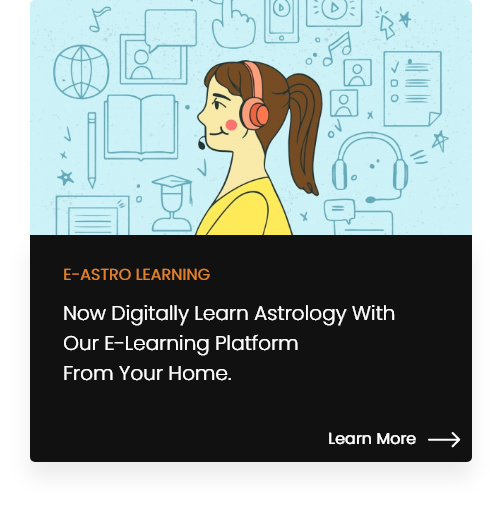 E-ASTRO LEARNING
Now Digitally Learn Astrology With
Our E-Learning Platform
From Your Home.
Learn More